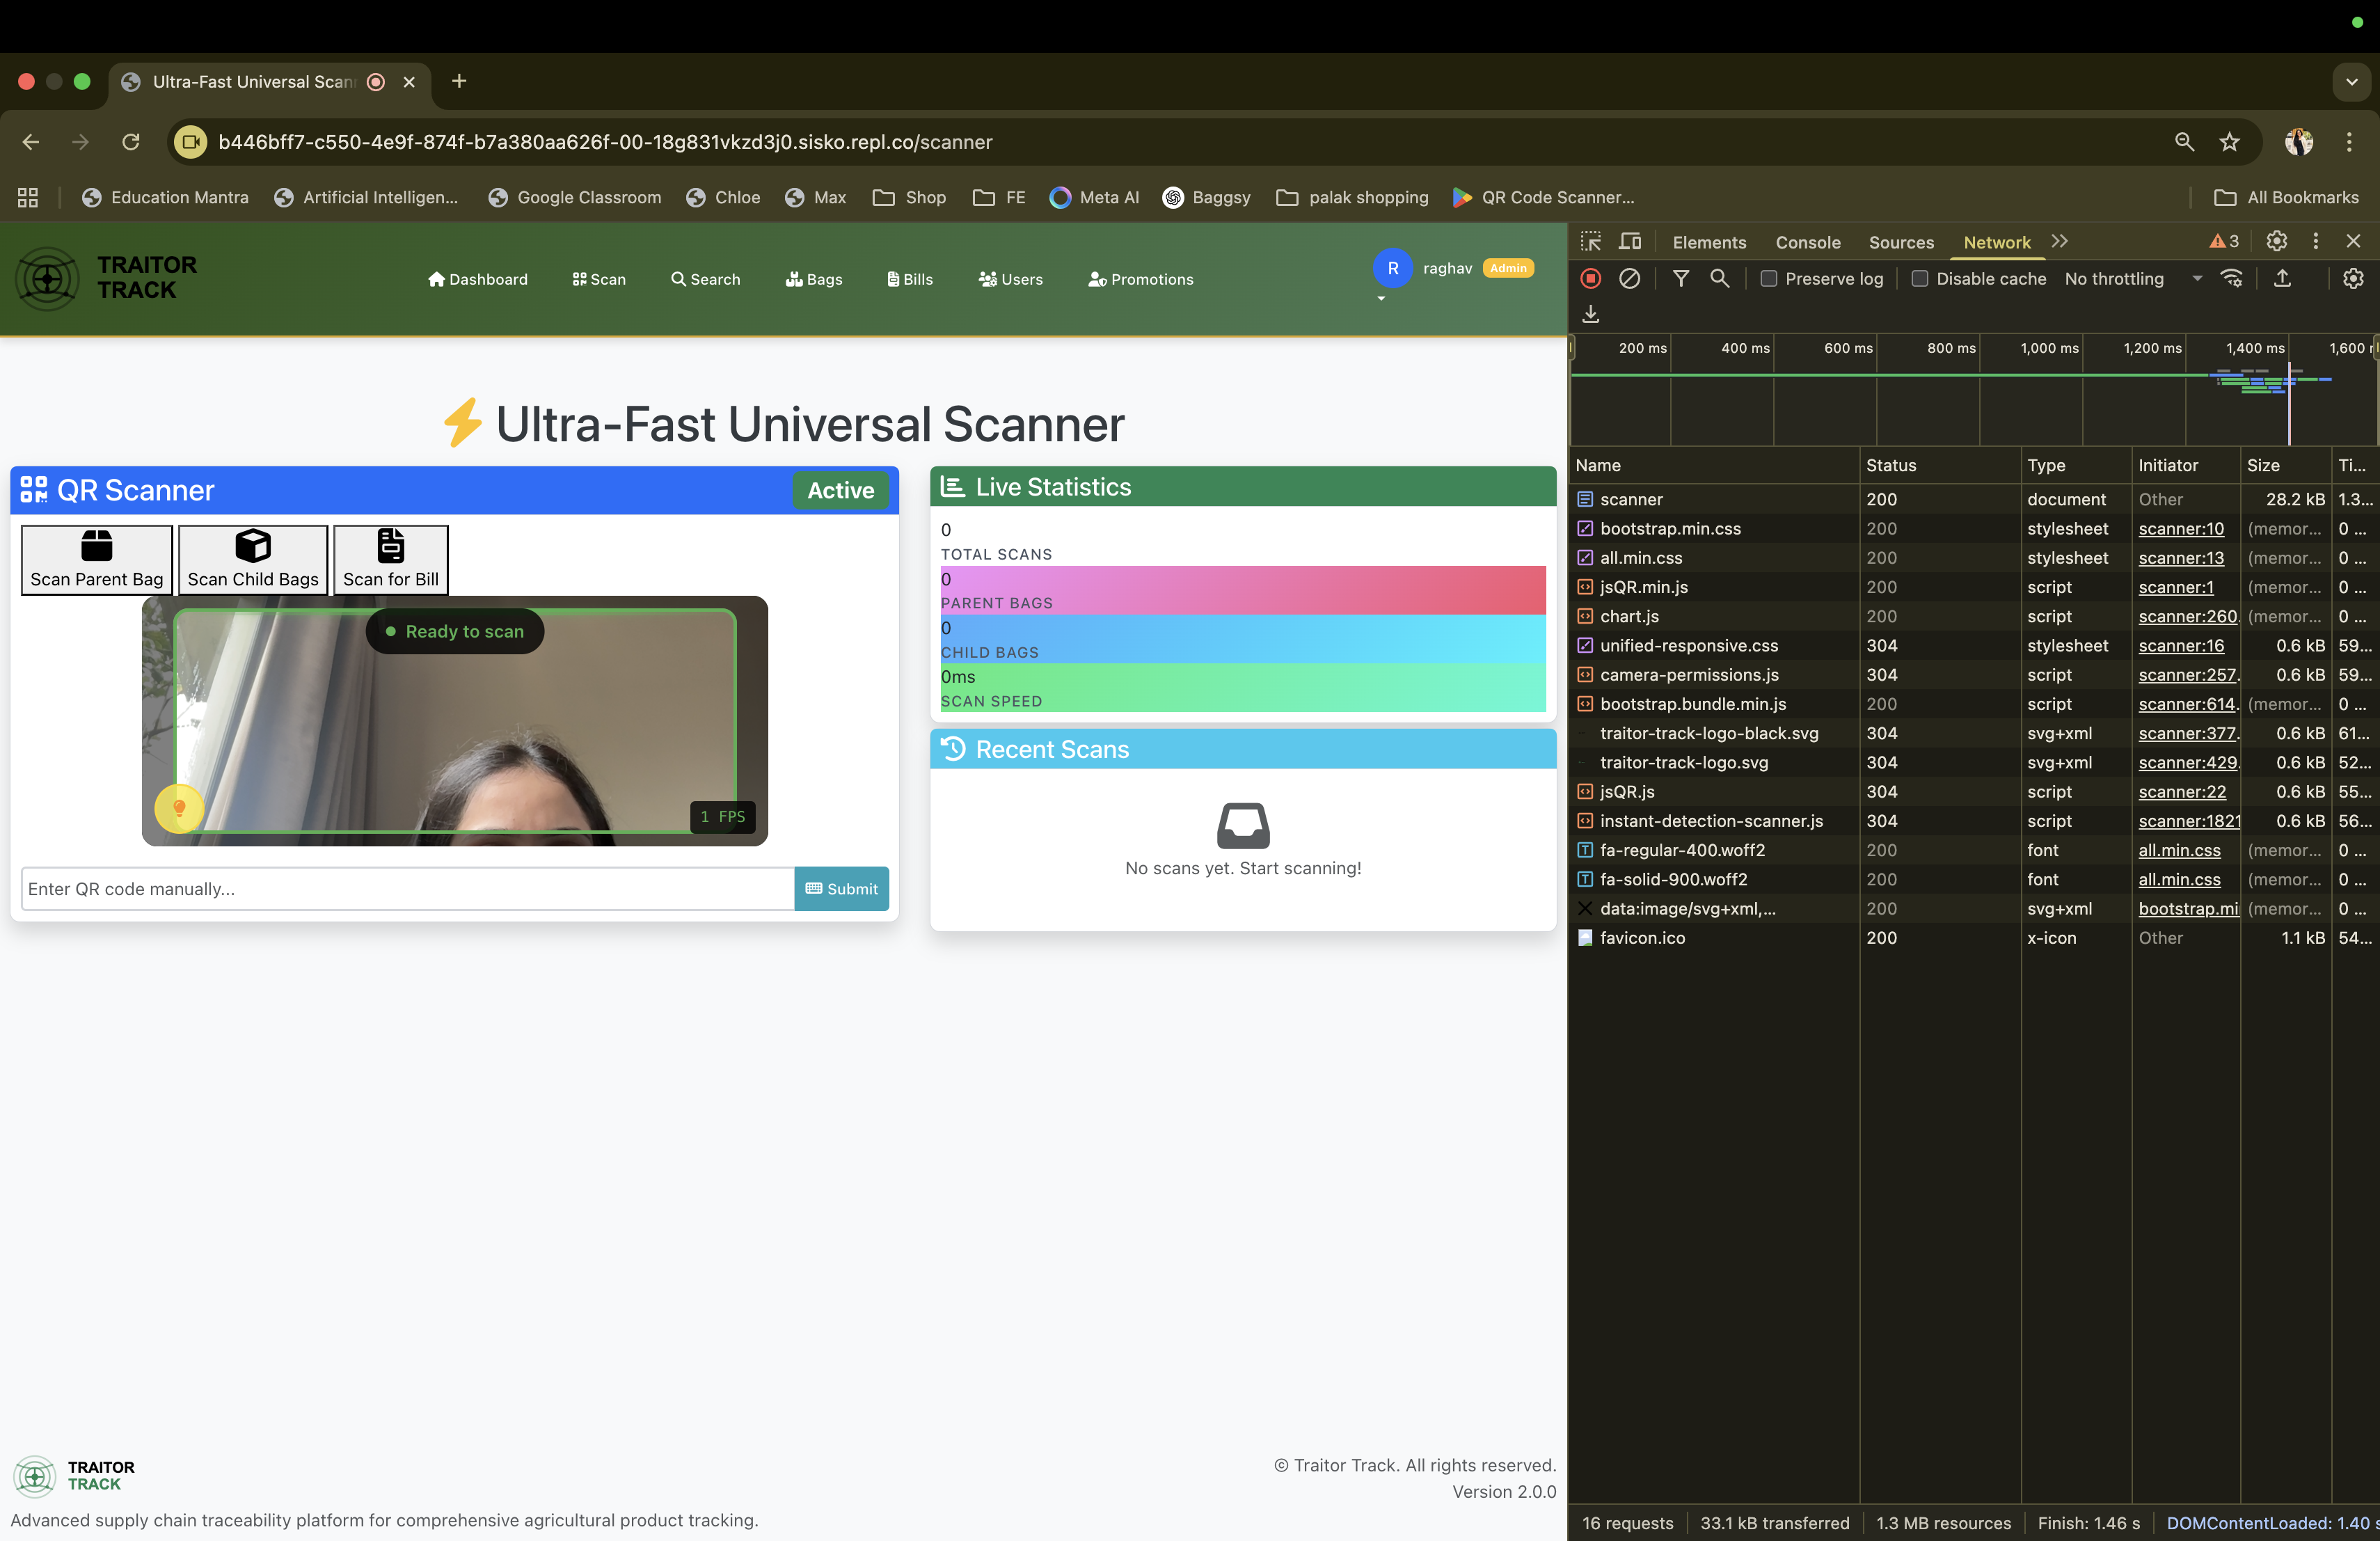 Ultra-Fast Universal Scan
b446bff7-c550-4e9f-874f-b7a380aa626f-00-18g831vkzd3j0.sisko.repl.co/scanner
Education Mantra
Artificial Intelligen...
Google Classroom
Chloe
Max
Shop
FE
Meta AI
Baggsy
palak shopping
QR Code Scanner...
All Bookmarks
TRAITOR
TRACK
Dashboard
Scan
Search
Bags
Bills
Users
Promotions
R
raghav
Admin
Ultra-Fast Universal Scanner
QR Scanner
Active
Scan Parent Bag
Scan Child Bags
Scan for Bill
Ready to scan
1 FPS
Enter QR code manually...
Submit
Live Statistics
0
TOTAL SCANS
0
PARENT BAGS
0
CHILD BAGS
0ms
SCAN SPEED
Recent Scans
No scans yet. Start scanning!
TRAITOR
TRACK
Advanced supply chain traceability platform for comprehensive agricultural product tracking.
© Traitor Track. All rights reserved.
Version 2.0.0
Elements
Console
Sources
Network
3
Preserve log
Disable cache
No throttling
200 ms
400 ms
600 ms
800 ms
1,000 ms
1,200 ms
1,400 ms
1,600
Name Status Type Initiator Size Ti...
scanner 200 document Other 28.2 kB 1.3...
bootstrap.min.css 200 stylesheet scanner:10 (memor... 0 ...
all.min.css 200 stylesheet scanner:13 (memor... 0 ...
jsQR.min.js 200 script scanner:1 (memor... 0 ...
chart.js 200 script scanner:260 (memor... 0 ...
unified-responsive.css 304 stylesheet scanner:16 0.6 kB 59...
camera-permissions.js 304 script scanner:257 0.6 kB 59...
bootstrap.bundle.min.js 200 script scanner:614 (memor... 0 ...
traitor-track-logo-black.svg 304 svg+xml scanner:377 0.6 kB 61...
traitor-track-logo.svg 304 svg+xml scanner:429 0.6 kB 52...
jsQR.js 304 script scanner:22 0.6 kB 55...
instant-detection-scanner.js 304 script scanner:1821 0.6 kB 56...
fa-regular-400.woff2 200 font all.min.css (memor... 0 ...
fa-solid-900.woff2 200 font all.min.css (memor... 0 ...
data:image/svg+xml,... 200 svg+xml bootstrap.mi (memor... 0 ...
favicon.ico 200 x-icon Other 1.1 kB 54...
16 requests
33.1 kB transferred
1.3 MB resources
Finish: 1.46 s
DOMContentLoaded: 1.40 s